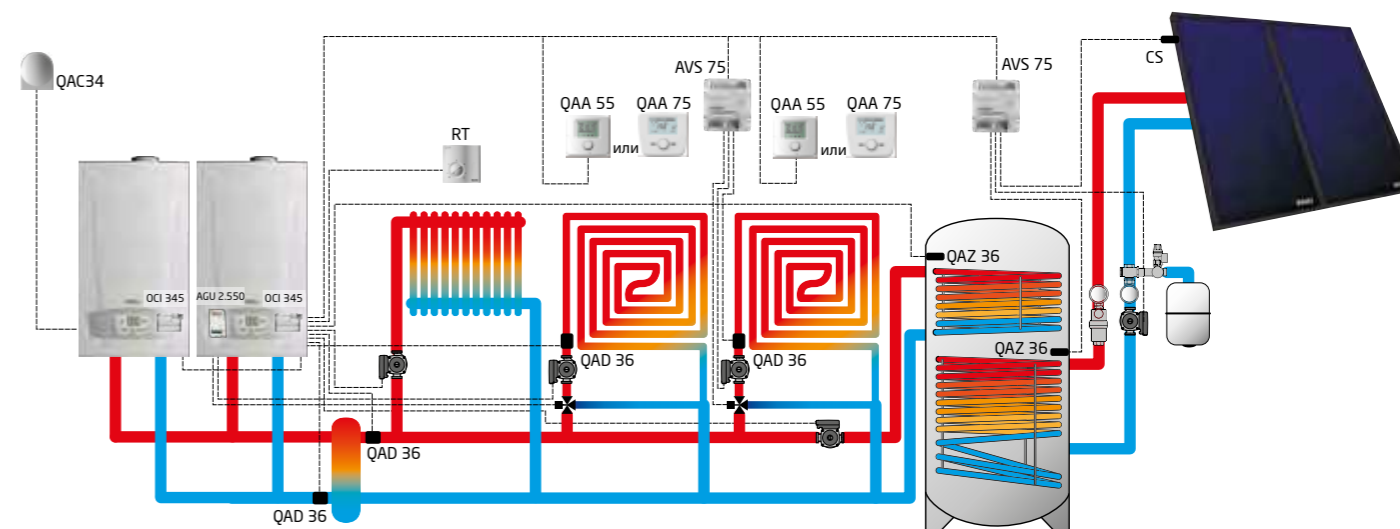 QAC34
RT
QAA 55
или
QAA 75
AVS 75
QAA 55
или
QAA 75
AVS 75
CS
OCI 345
AGU 2.550
OCI 345
QAZ 36
QAZ 36
QAD 36
QAD 36
QAD 36
QAD 36